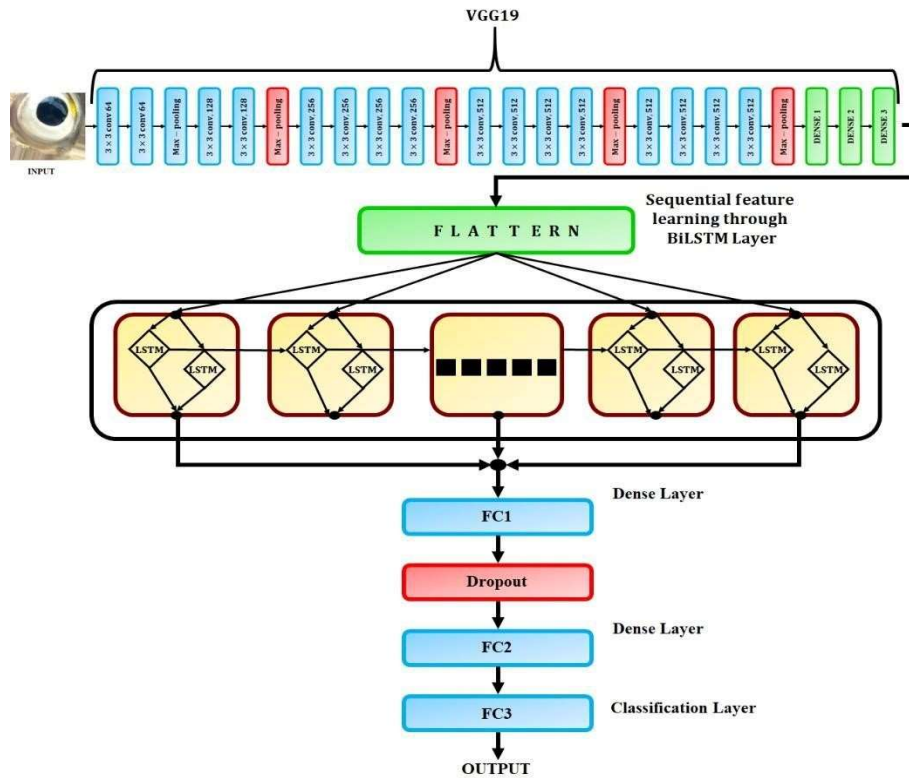 VGG19
3 × 3 conv 64
3 × 3 conv 64
Max − pooling
3 × 3 conv, 128
3 × 3 conv, 128
Max − pooling
3 × 3 conv, 256
3 × 3 conv, 256
3 × 3 conv, 256
3 × 3 conv, 256
Max − pooling
3 × 3 conv, 512
3 × 3 conv, 512
3 × 3 conv, 512
3 × 3 conv, 512
Max − pooling
3 × 3 conv, 512
3 × 3 conv, 512
3 × 3 conv, 512
3 × 3 conv, 512
Max − pooling
DENSE 1
DENSE 2
DENSE 3
INPUT
Sequential feature
learning through
BiLSTM Layer
F L A T T E R N
LSTM
LSTM
LSTM
LSTM
LSTM
LSTM
LSTM
LSTM
Dense Layer
FC1
Dropout
Dense Layer
FC2
FC3
Classification Layer
OUTPUT